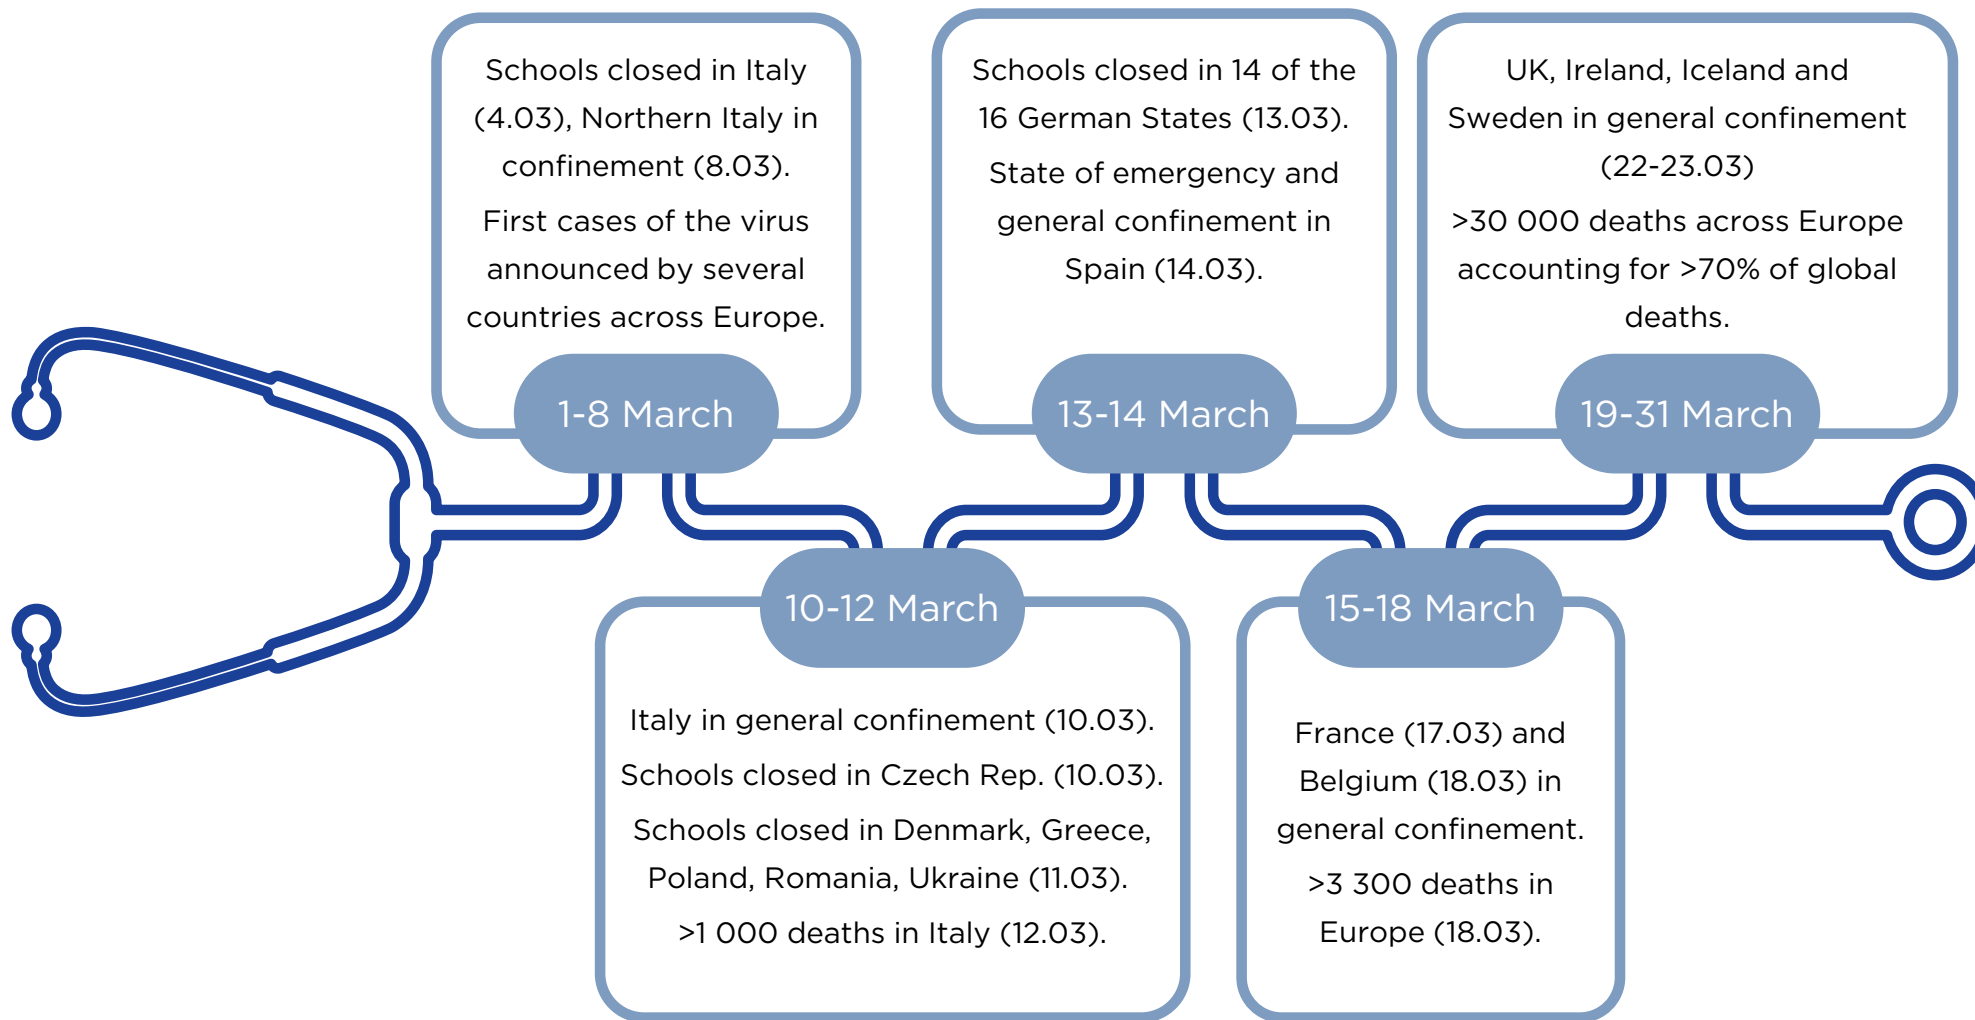 Schools closed in Italy
(4.03), Northern Italy in
confinement (8.03).
First cases of the virus
announced by several
countries across Europe.
1-8 March
Italy in general confinement (10.03).
Schools closed in Czech Rep. (10.03).
Schools closed in Denmark, Greece,
Poland, Romania, Ukraine (11.03).
>1 000 deaths in Italy (12.03).
10-12 March
Schools closed in 14 of the
16 German States (13.03).
State of emergency and
general confinement in
Spain (14.03).
13-14 March
France (17.03) and
Belgium (18.03) in
general confinement.
>3 300 deaths in
Europe (18.03).
15-18 March
UK, Ireland, Iceland and
Sweden in general confinement
(22-23.03)
>30 000 deaths across Europe
accounting for >70% of global
deaths.
19-31 March